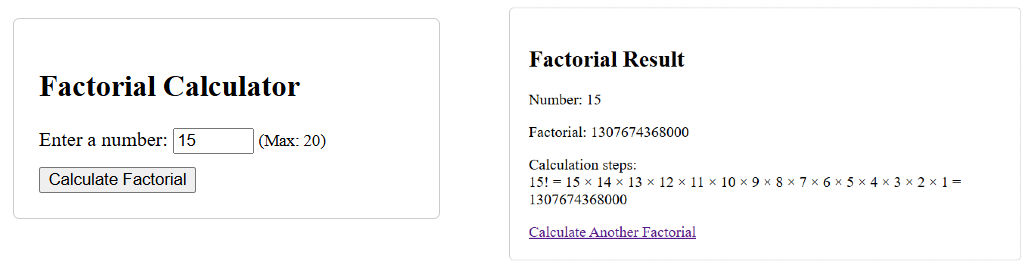 Factorial Calculator
Enter a number: 15 (Max: 20)
Calculate Factorial
Factorial Result
Number: 15
Factorial: 1307674368000
Calculation steps:
15! = 15 × 14 × 13 × 12 × 11 × 10 × 9 × 8 × 7 × 6 × 5 × 4 × 3 × 2 × 1 =
1307674368000
Calculate Another Factorial